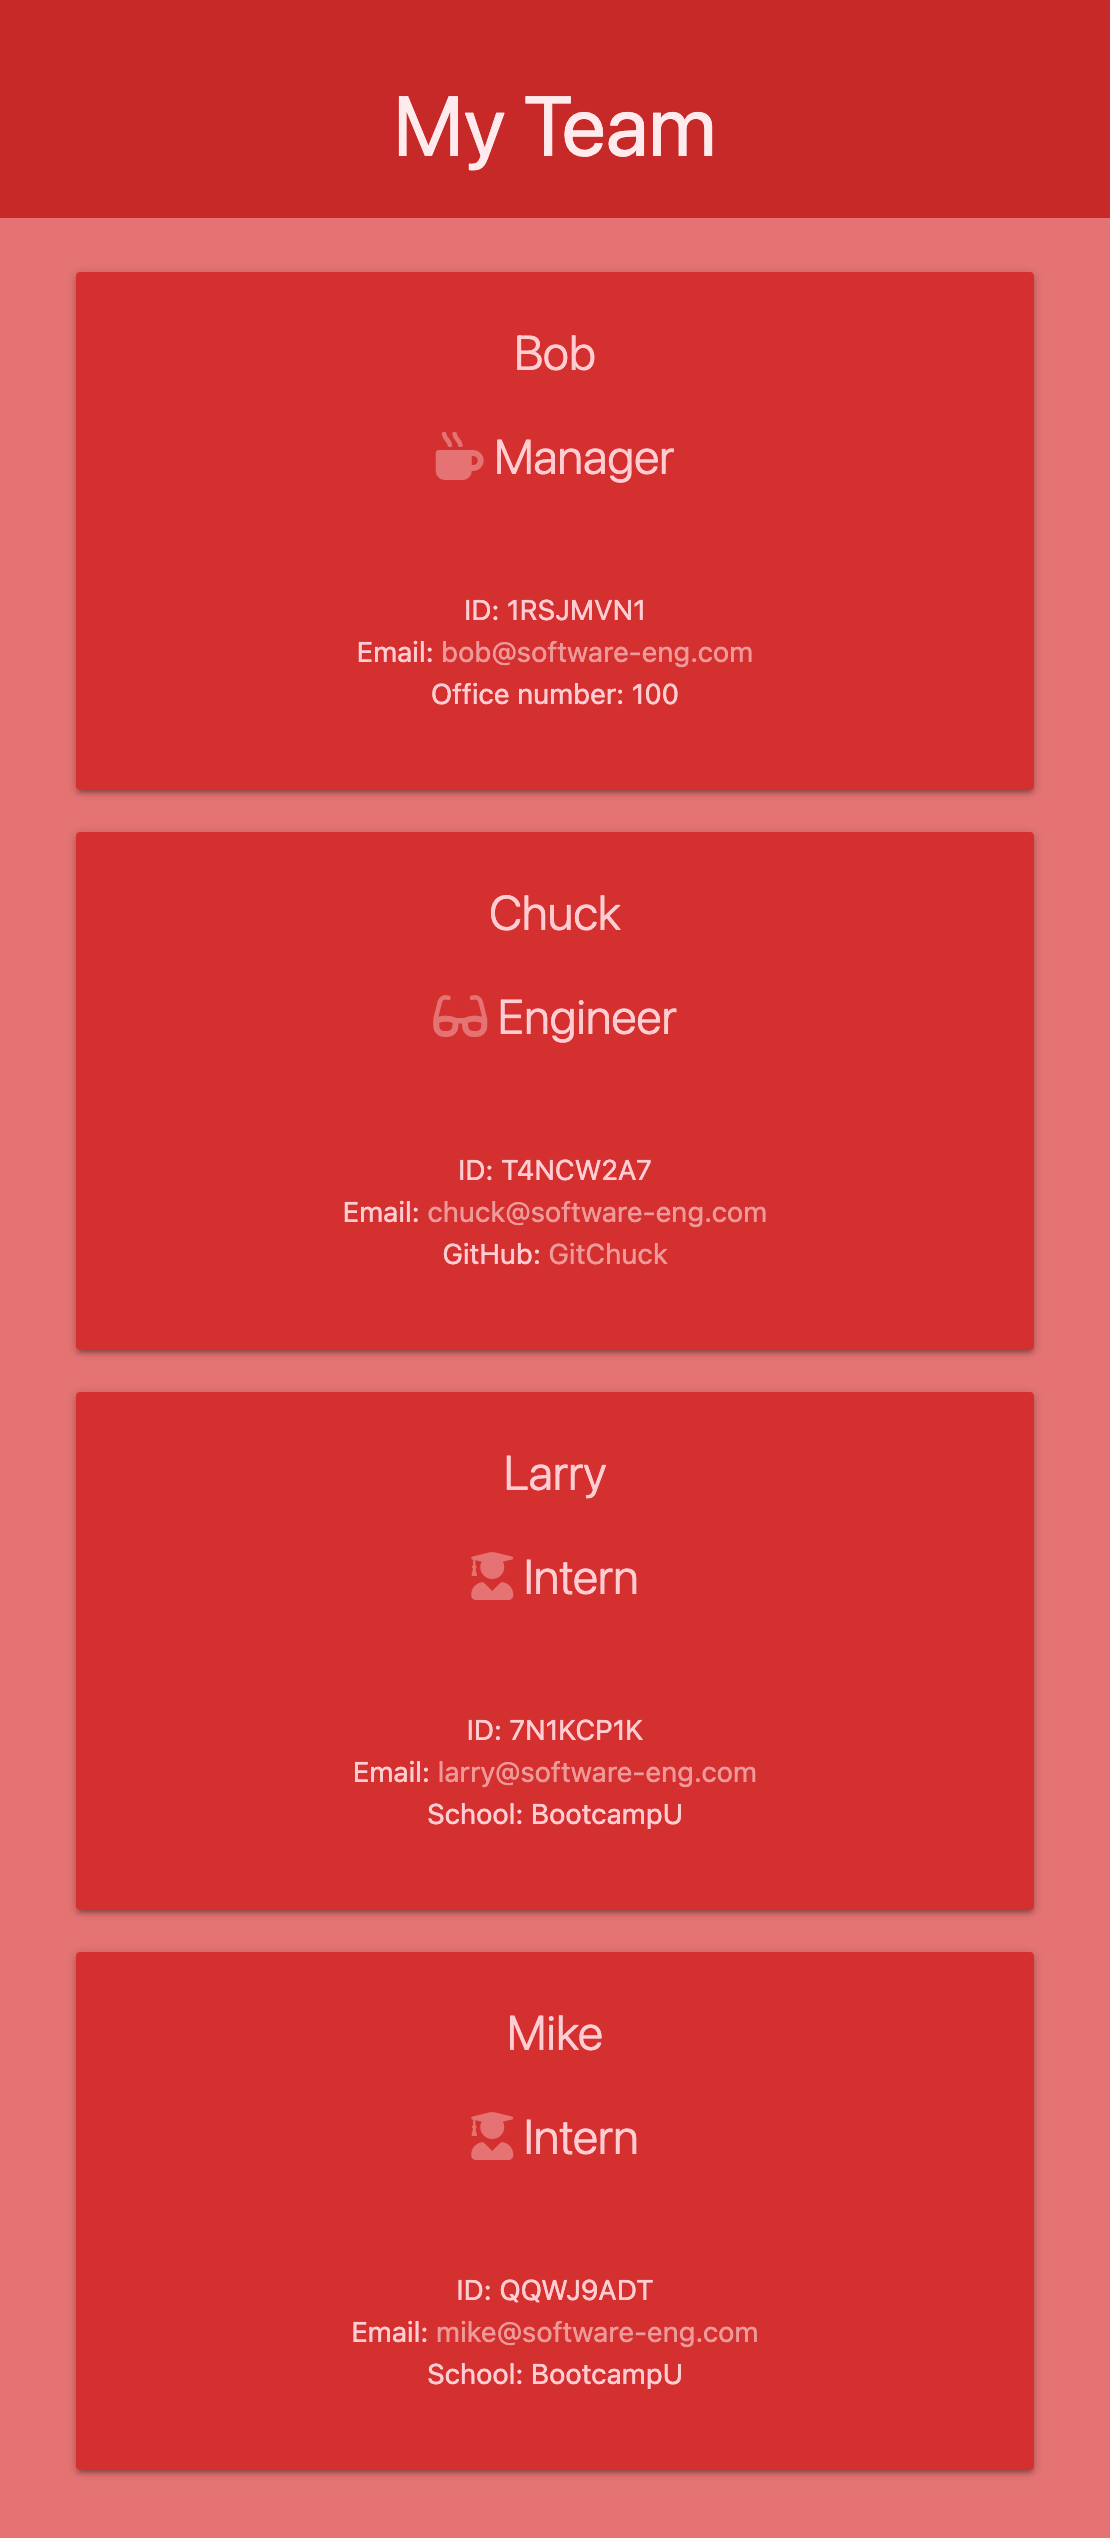 My Team
Bob
Manager
ID: 1RSJMVN1
Email: bob@software-eng.com
Office number: 100
Chuck
Engineer
ID: T4NCW2A7
Email: chuck@software-eng.com
GitHub: GitChuck
Larry
Intern
ID: 7N1KCP1K
Email: larry@software-eng.com
School: BootcampU
Mike
Intern
ID: QQWJ9ADT
Email: mike@software-eng.com
School: BootcampU